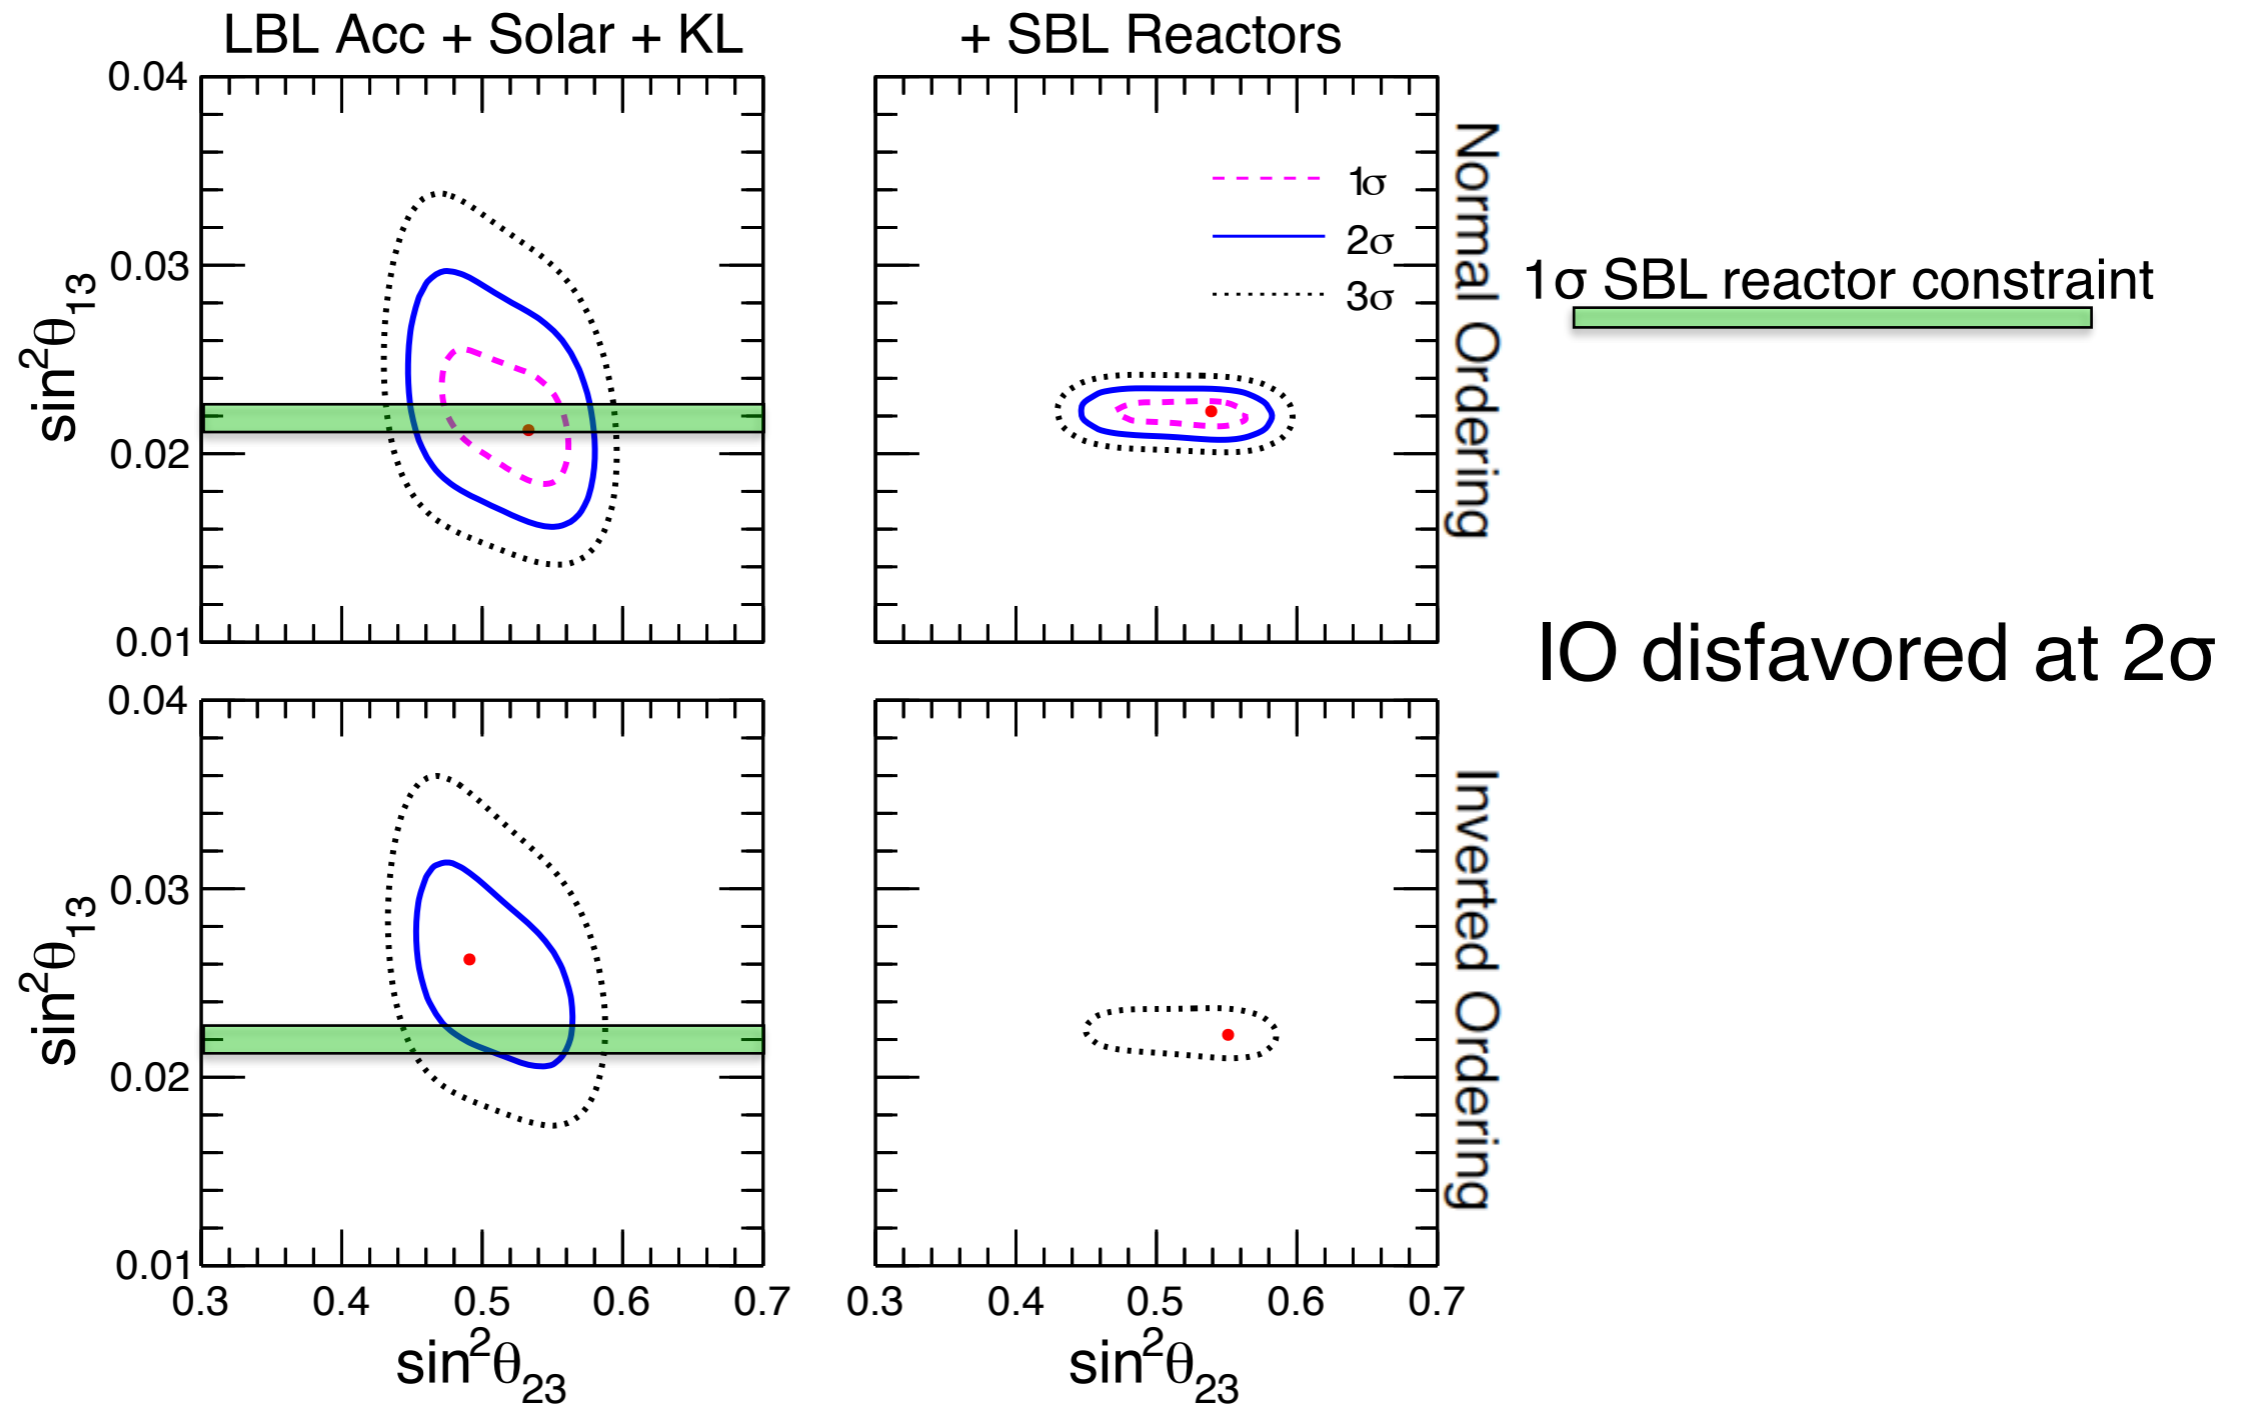 LBL Acc + Solar + KL
+ SBL Reactors
0.04
0.03
0.02
0.01
sin²θ₁₃
1σ
2σ
3σ
Normal Ordering
1σ SBL reactor constraint
IO disfavored at 2σ
0.04
0.03
0.02
0.01
sin²θ₁₃
Inverted Ordering
0.3 0.4 0.5 0.6 0.7
0.3 0.4 0.5 0.6 0.7
sin²θ₂₃
sin²θ₂₃